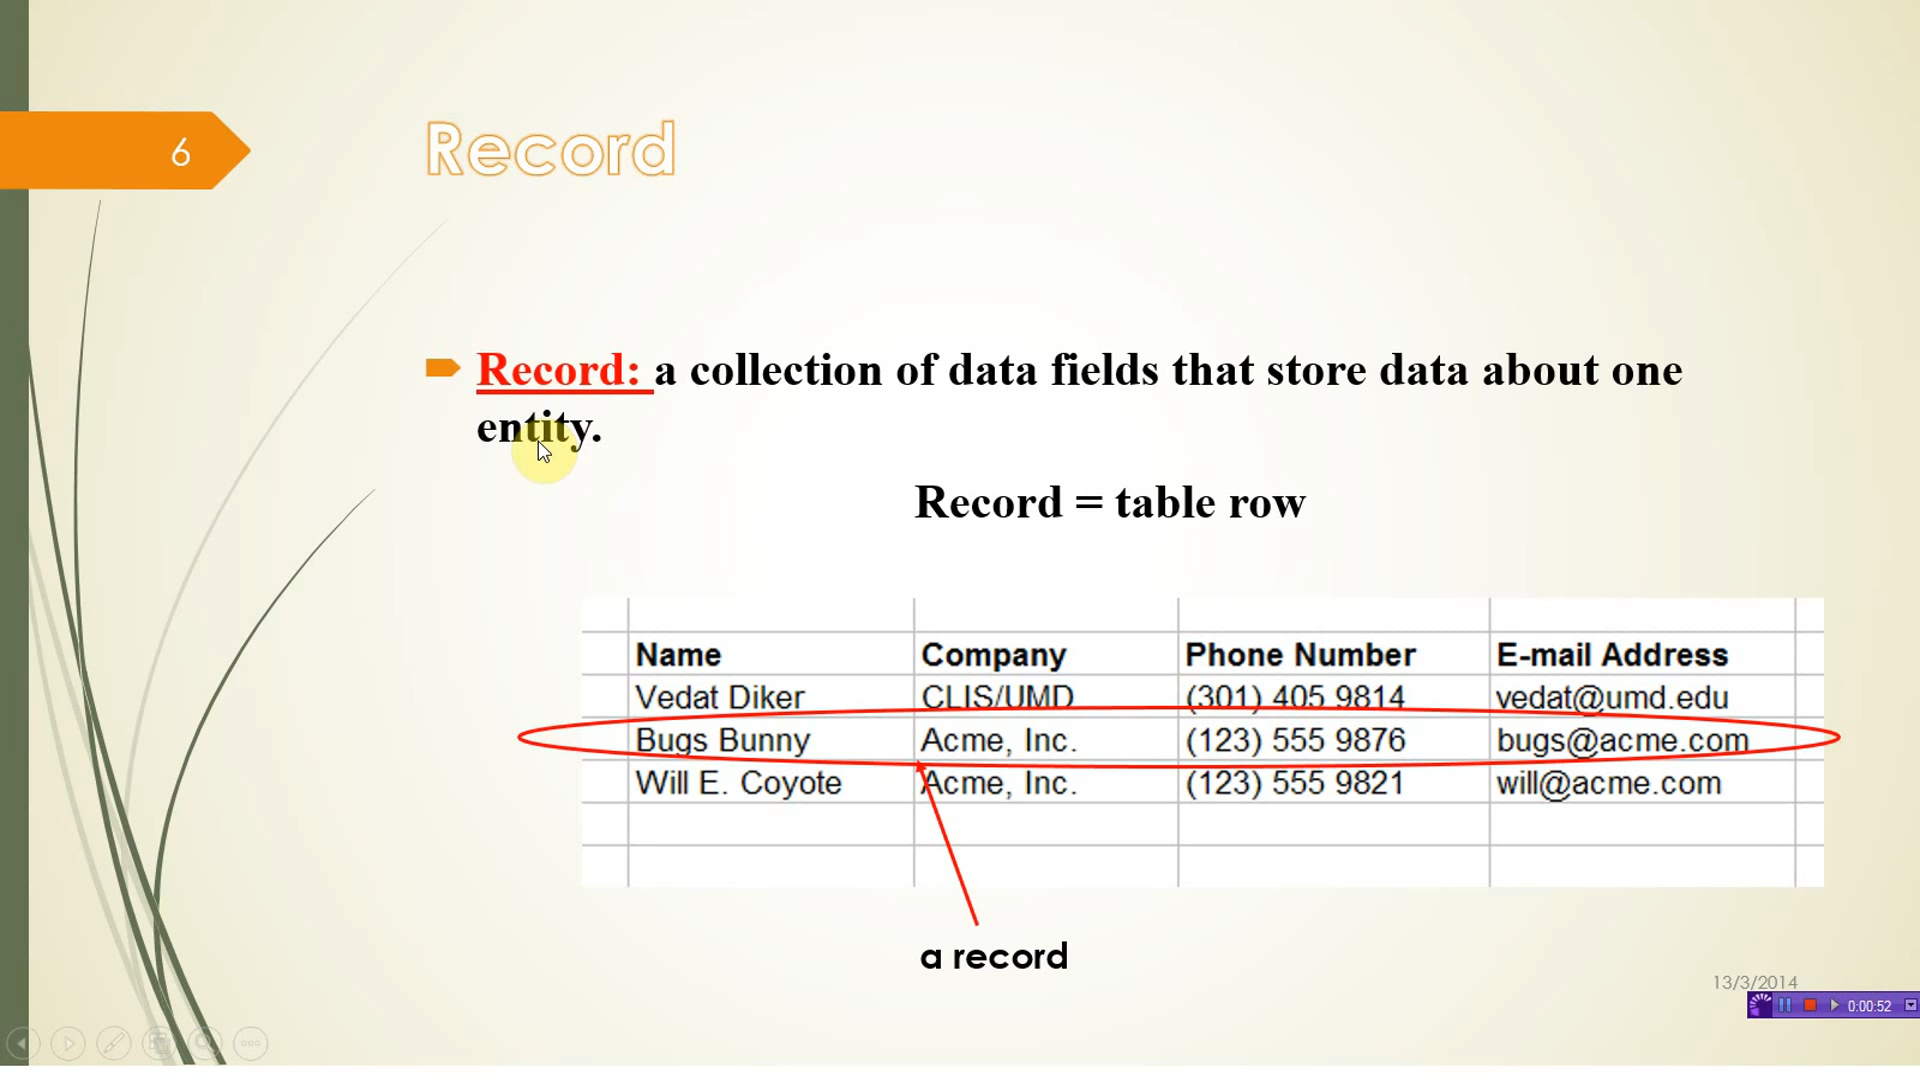 6
Record
Record: a collection of data fields that store data about one
entity.
Record = table row
Name Company Phone Number E-mail Address
Vedat Diker CLIS/UMD (301) 405 9814 vedat@umd.edu
Bugs Bunny Acme, Inc. (123) 555 9876 bugs@acme.com
Will E. Coyote Acme, Inc. (123) 555 9821 will@acme.com
a record
13/3/2014
0:00:52